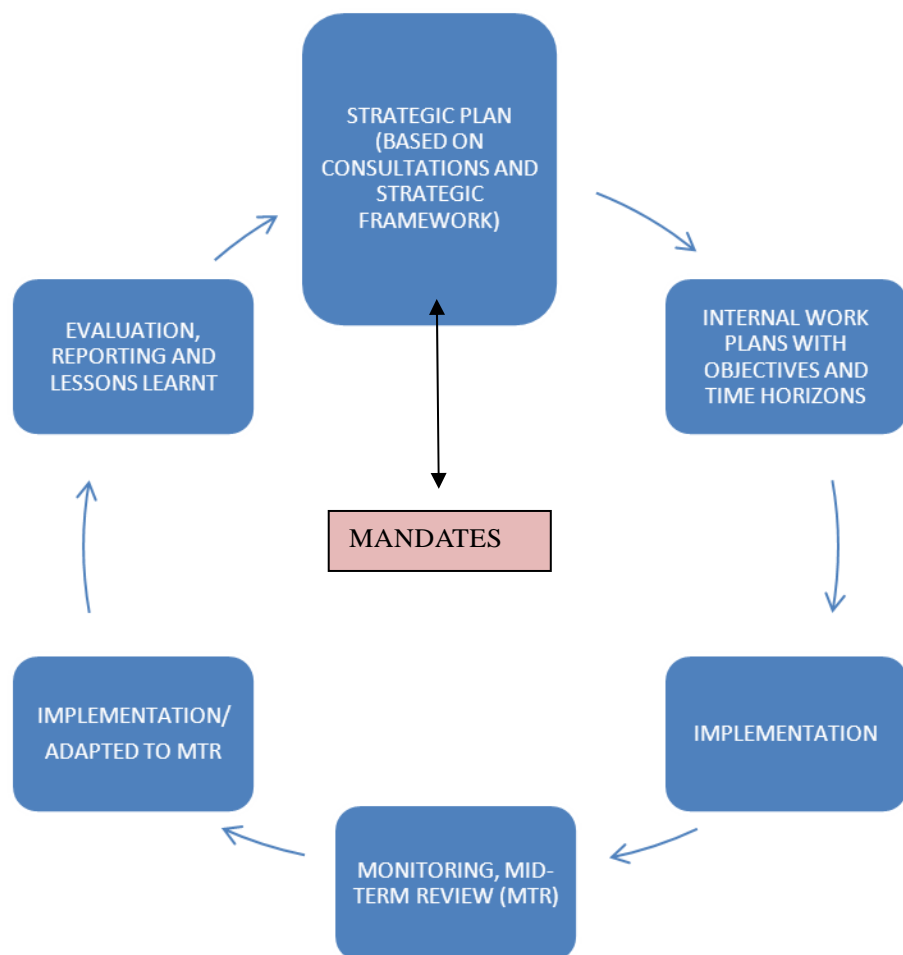 STRATEGIC PLAN
(BASED ON
CONSULTATIONS AND
STRATEGIC
FRAMEWORK)
INTERNAL WORK
PLANS WITH
OBJECTIVES AND
TIME HORIZONS
IMPLEMENTATION
MONITORING, MID-
TERM REVIEW (MTR)
IMPLEMENTATION/
ADAPTED TO MTR
EVALUATION,
REPORTING AND
LESSONS LEARNT
MANDATES